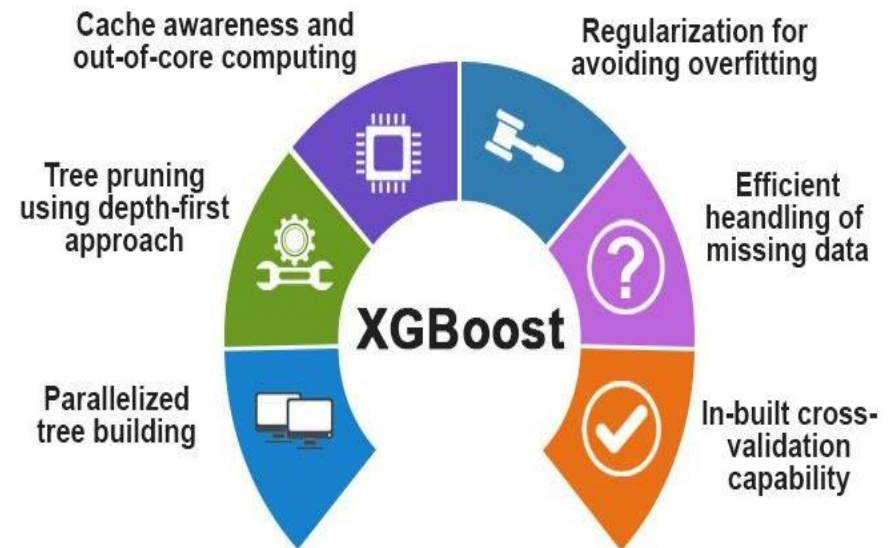 Cache awareness and
out-of-core computing
Regularization for
avoiding overfitting
Tree pruning
using depth-first
approach
Efficient
heandling of
missing data
XGBoost
Parallelized
tree building
In-built cross-
validation
capability